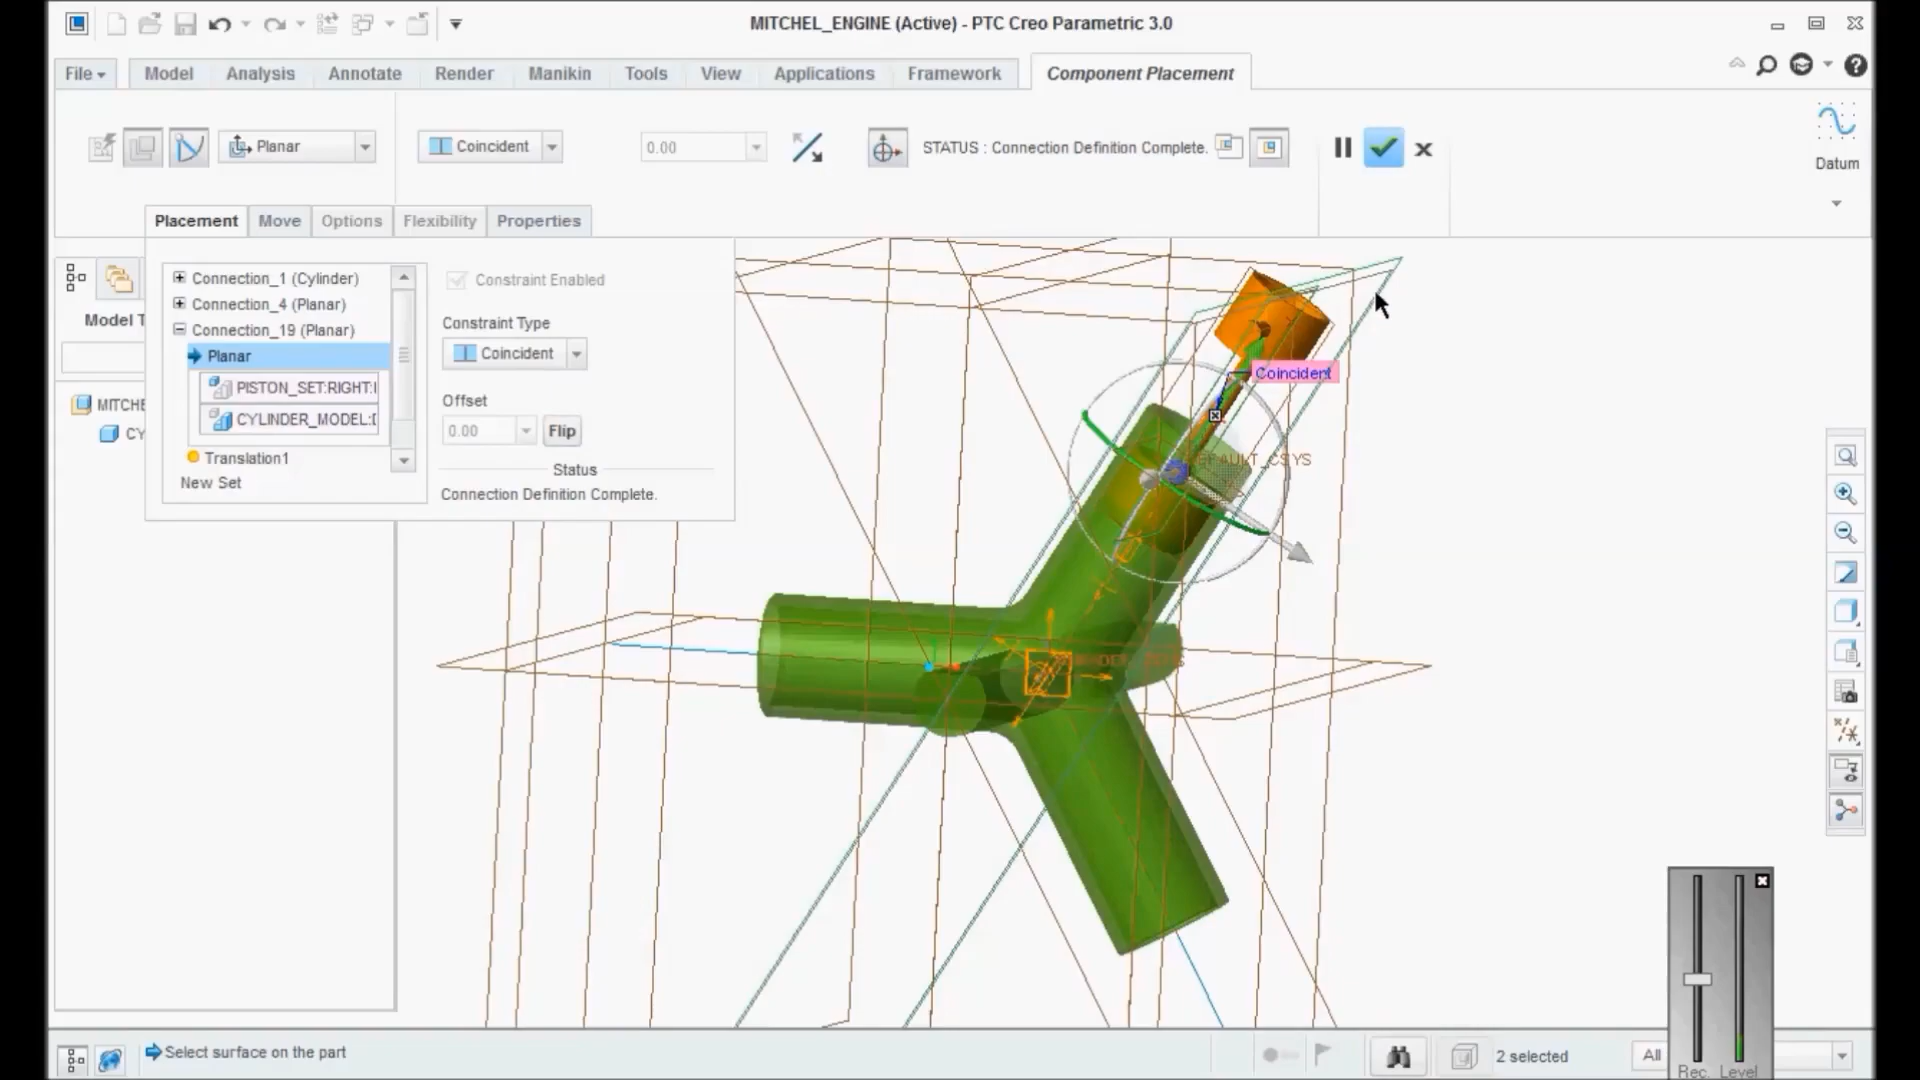 MITCHEL_ENGINE (Active) - PTC Creo Parametric 3.0
File Model Analysis Annotate Render Manikin Tools View Applications Framework Component Placement
Planar Coincident 0.00 STATUS : Connection Definition Complete.
Datum
Placement Move Options Flexibility Properties
Connection_1 (Cylinder)
Connection_4 (Planar)
Connection_19 (Planar)
Planar
PISTON_SET:RIGHT:
CYLINDER_MODEL:
Translation1
New Set
Constraint Enabled
Constraint Type
Coincident
Offset
0.00 Flip
Status
Connection Definition Complete.
Model T
MITCHE
CY
Coincident
Select surface on the part
2 selected
All
Rec. Level